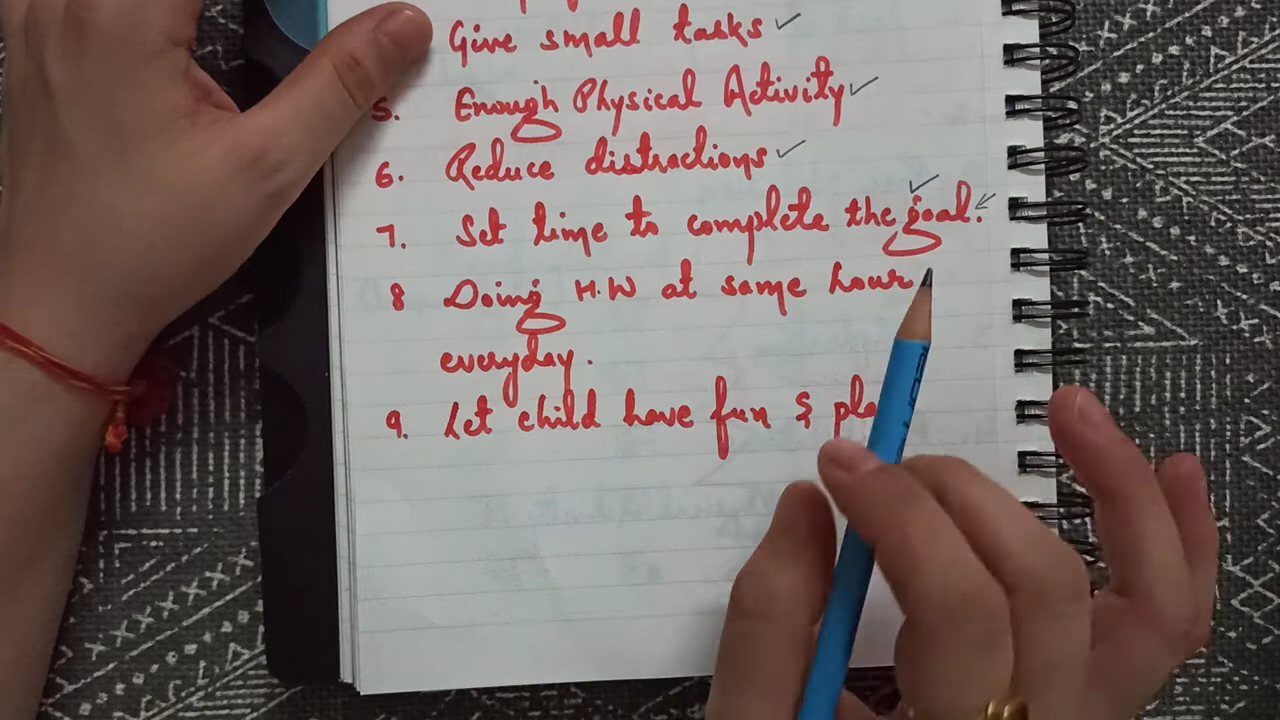 Give small tasks
5. Enough Physical Activity
6. Reduce distractions
7. Set time to complete the goal.
8 Doing H.W at same hour
everyday.
9. Let child have fun &